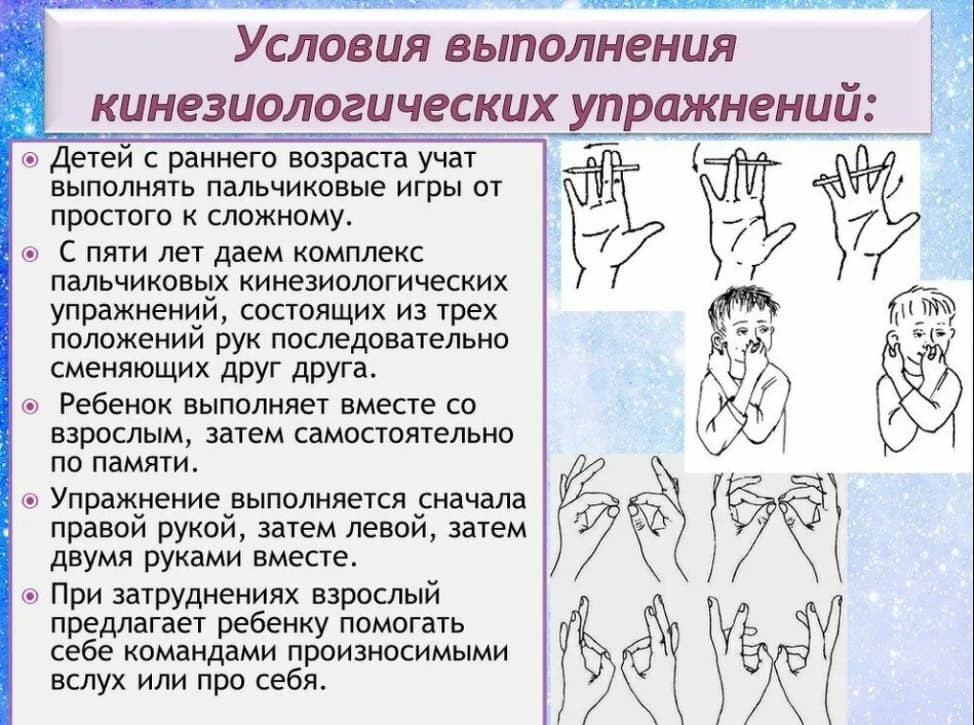 Условия выполнения
кинезиологических упражнений:
Детей с раннего возраста учат
выполнять пальчиковые игры от
простого к сложному.
С пяти лет даем комплекс
пальчиковых кинезиологических
упражнений, состоящих из трех
положений рук последовательно
сменяющих друг друга.
Ребенок выполняет вместе со
взрослым, затем самостоятельно
по памяти.
Упражнение выполняется сначала
правой рукой, затем левой, затем
двумя руками вместе.
При затруднениях взрослый
предлагает ребенку помогать
себе командами произносимыми
вслух или про себя.